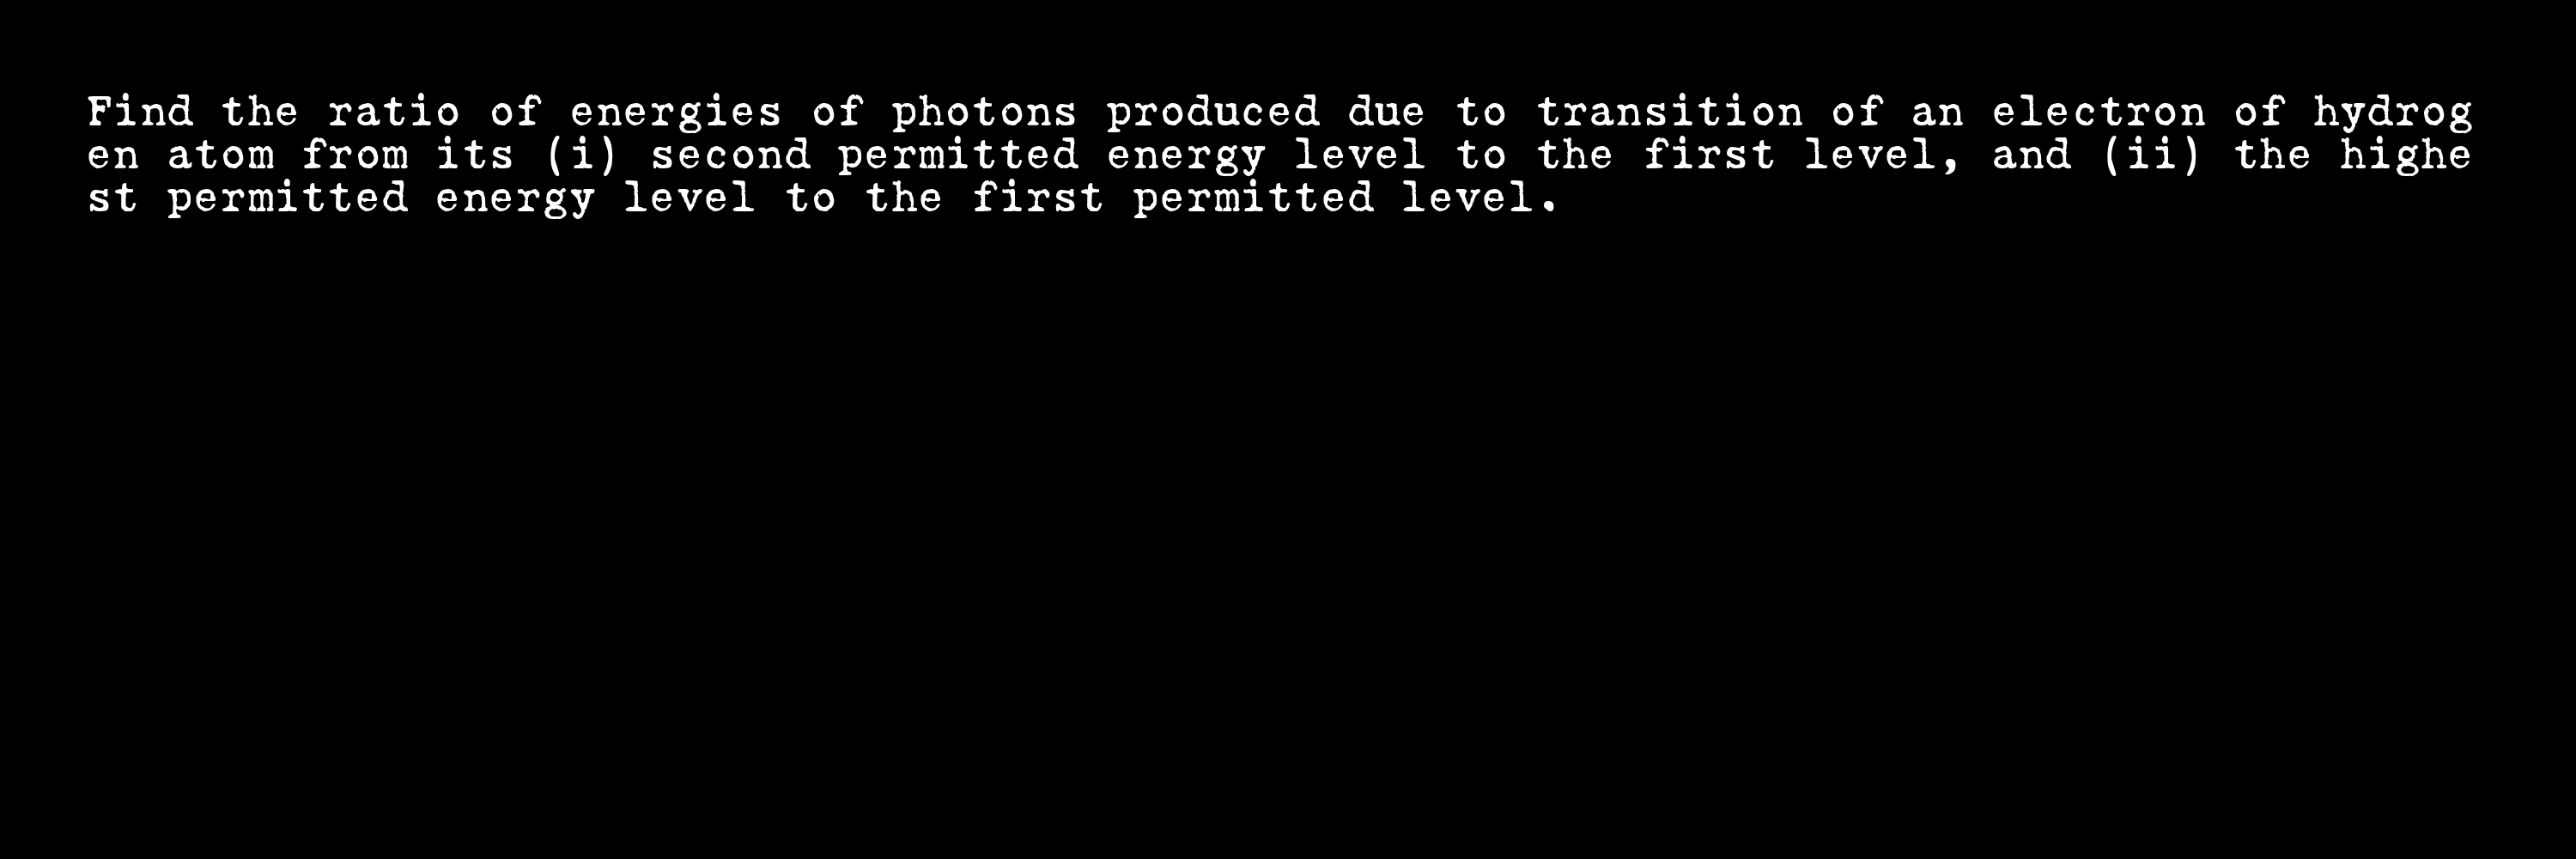 Find the ratio of energies of photons produced due to transition of an electron of hydrog
en atom from its (i) second permitted energy level to the first level, and (ii) the highe
st permitted energy level to the first permitted level.